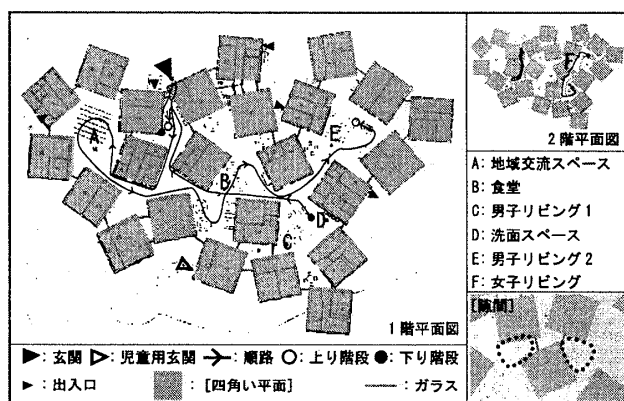 A
B
C
D
E
1階平面図
▶: 玄関 ▷: 児童用玄関 →: 順路 ○: 上り階段 ●: 下り階段
▶: 出入口 : [四角い平面] ──: ガラス
F
2階平面図
A: 地域交流スペース
B: 食堂
C: 男子リビング1
D: 洗面スペース
E: 男子リビング2
F: 女子リビング
[隙間]